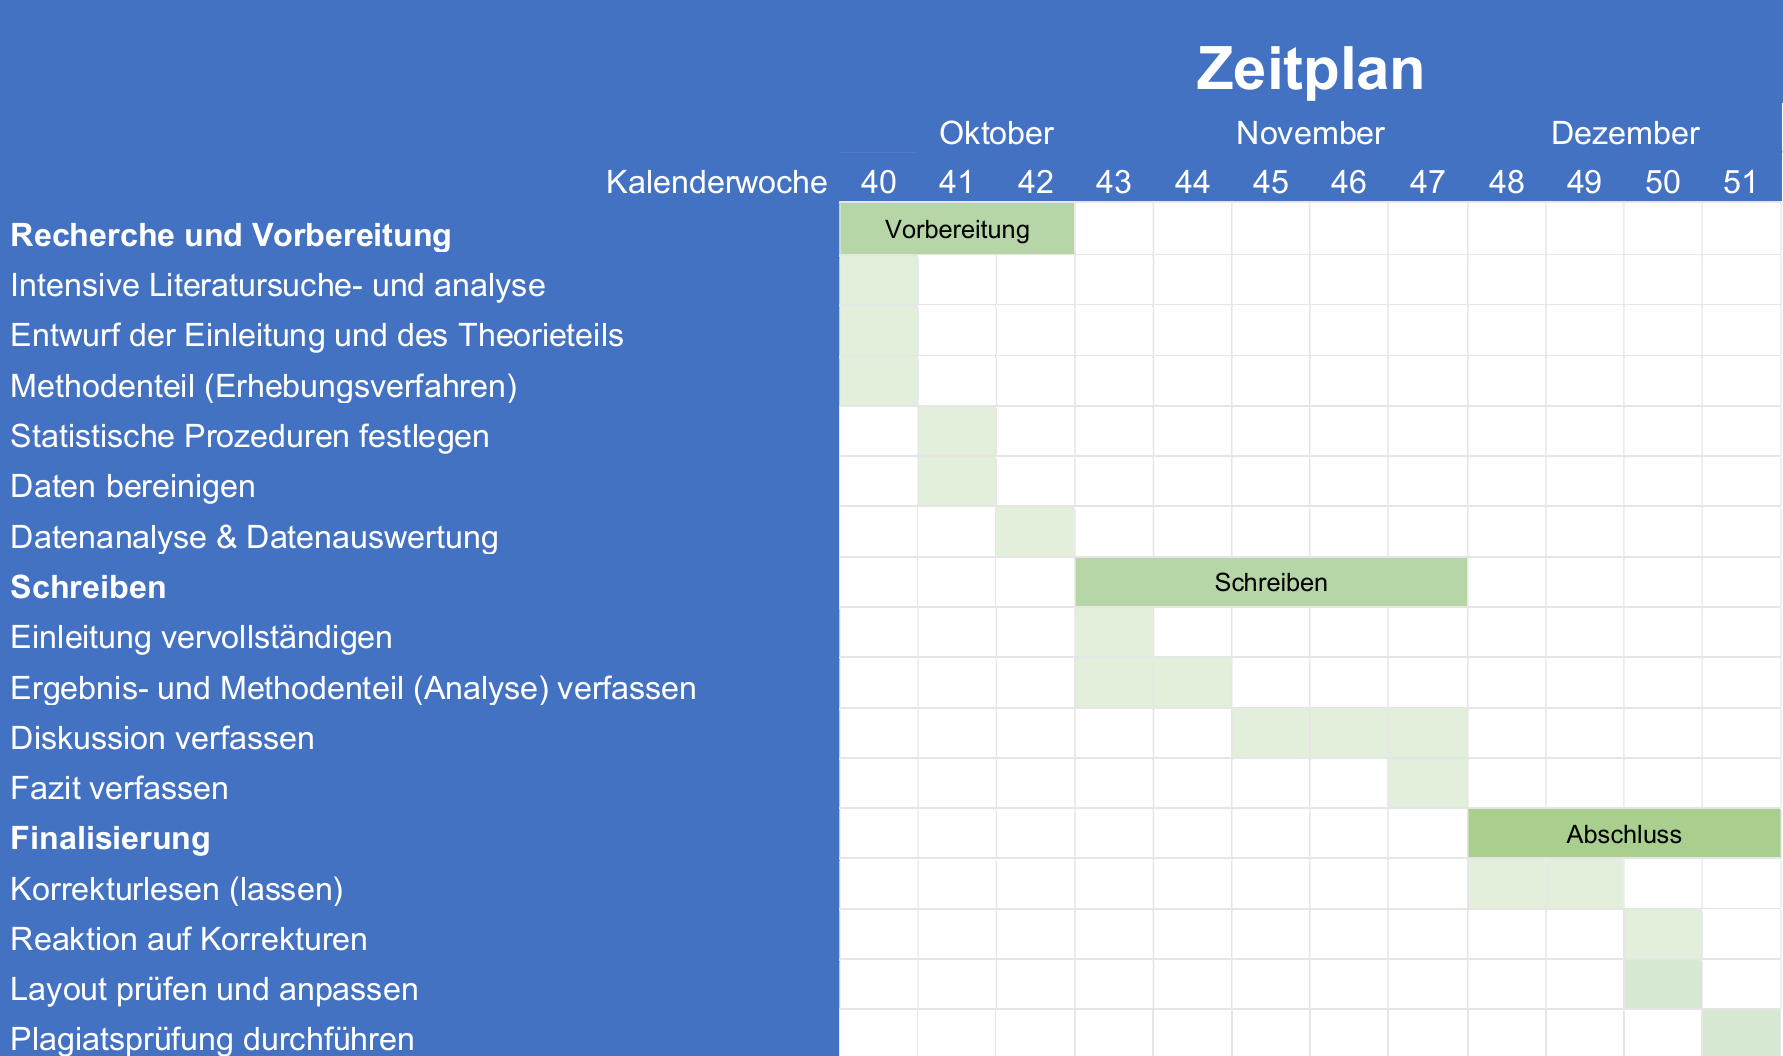 Zeitplan
Oktober November Dezember
Kalenderwoche 40 41 42 43 44 45 46 47 48 49 50 51
Recherche und Vorbereitung Vorbereitung
Intensive Literatursuche- und analyse
Entwurf der Einleitung und des Theorieteils
Methodenteil (Erhebungsverfahren)
Statistische Prozeduren festlegen
Daten bereinigen
Datenanalyse & Datenauswertung
Schreiben Schreiben
Einleitung vervollständigen
Ergebnis- und Methodenteil (Analyse) verfassen
Diskussion verfassen
Fazit verfassen
Finalisierung Abschluss
Korrekturlesen (lassen)
Reaktion auf Korrekturen
Layout prüfen und anpassen
Plagiatsprüfung durchführen